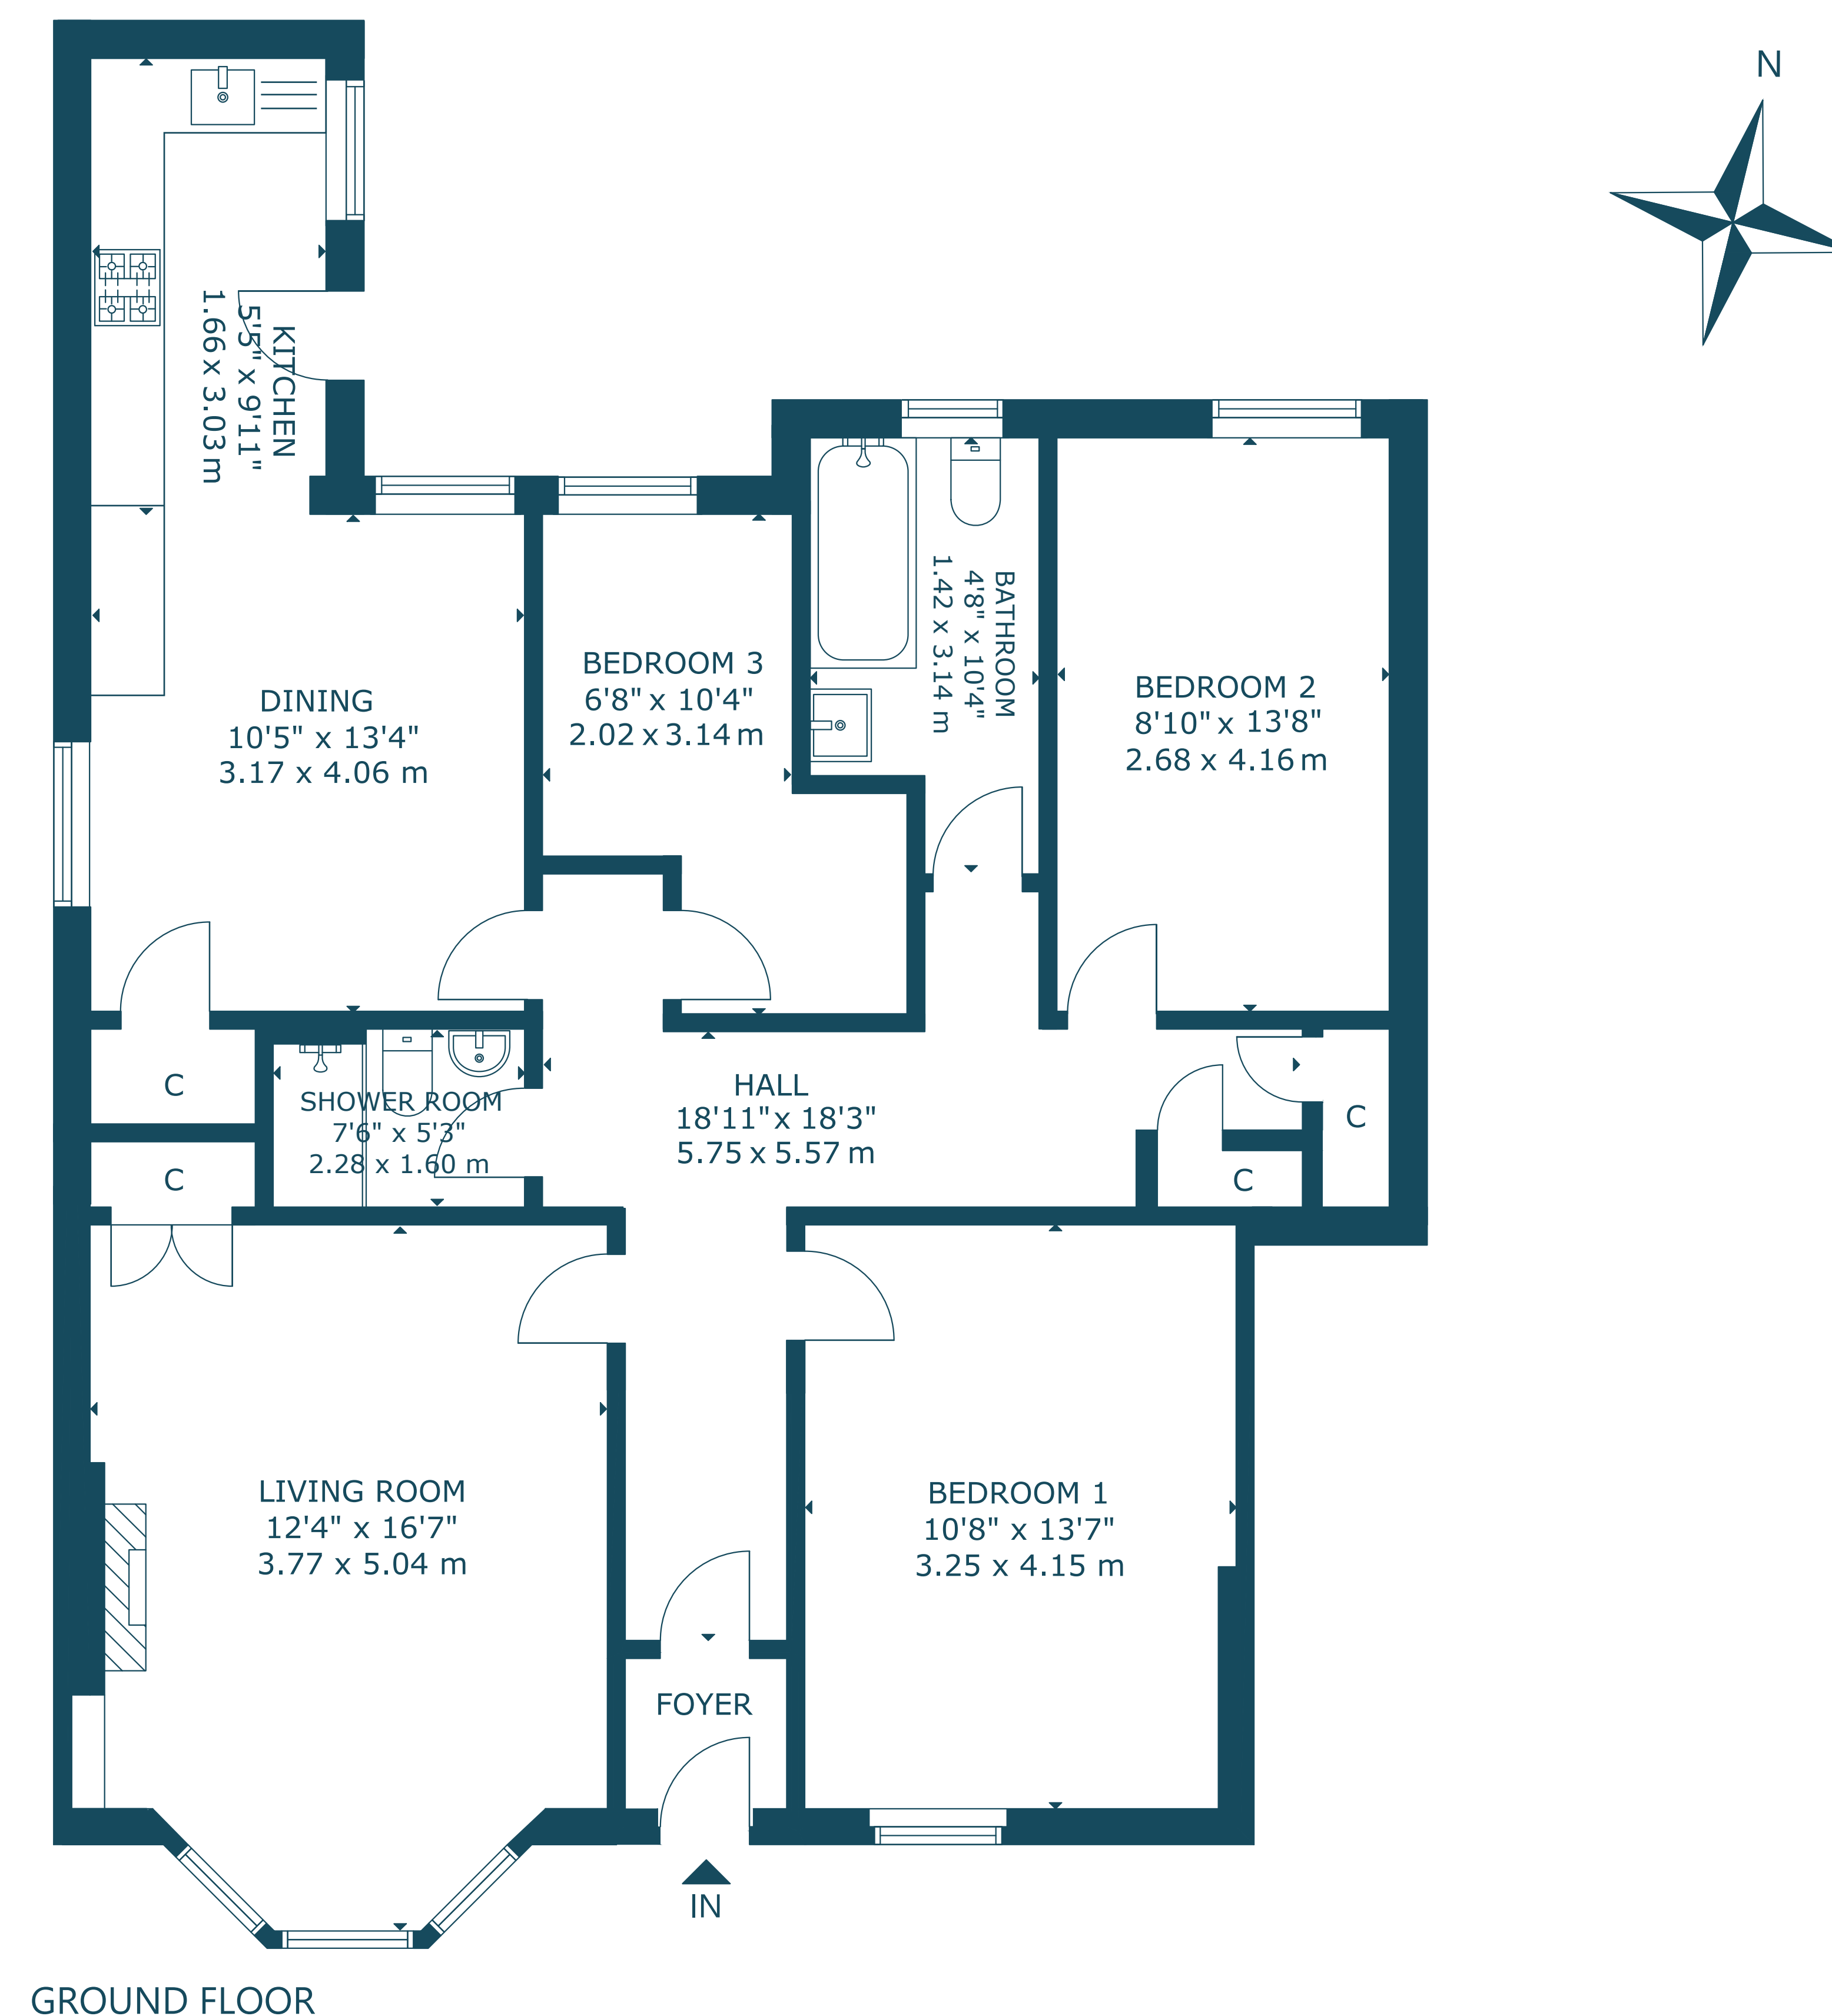 N
KITCHEN
5'5" x 9'11"
1.66 x 3.03 m
BATHROOM
4'8" x 10'4"
1.42 x 3.14 m
BEDROOM 3
6'8" x 10'4"
2.02 x 3.14 m
BEDROOM 2
8'10" x 13'8"
2.68 x 4.16 m
DINING
10'5" x 13'4"
3.17 x 4.06 m
C
SHOWER ROOM
7'6" x 5'3"
2.28 x 1.60 m
HALL
18'11" x 18'3"
5.75 x 5.57 m
C
C
C
LIVING ROOM
12'4" x 16'7"
3.77 x 5.04 m
BEDROOM 1
10'8" x 13'7"
3.25 x 4.15 m
FOYER
IN
GROUND FLOOR